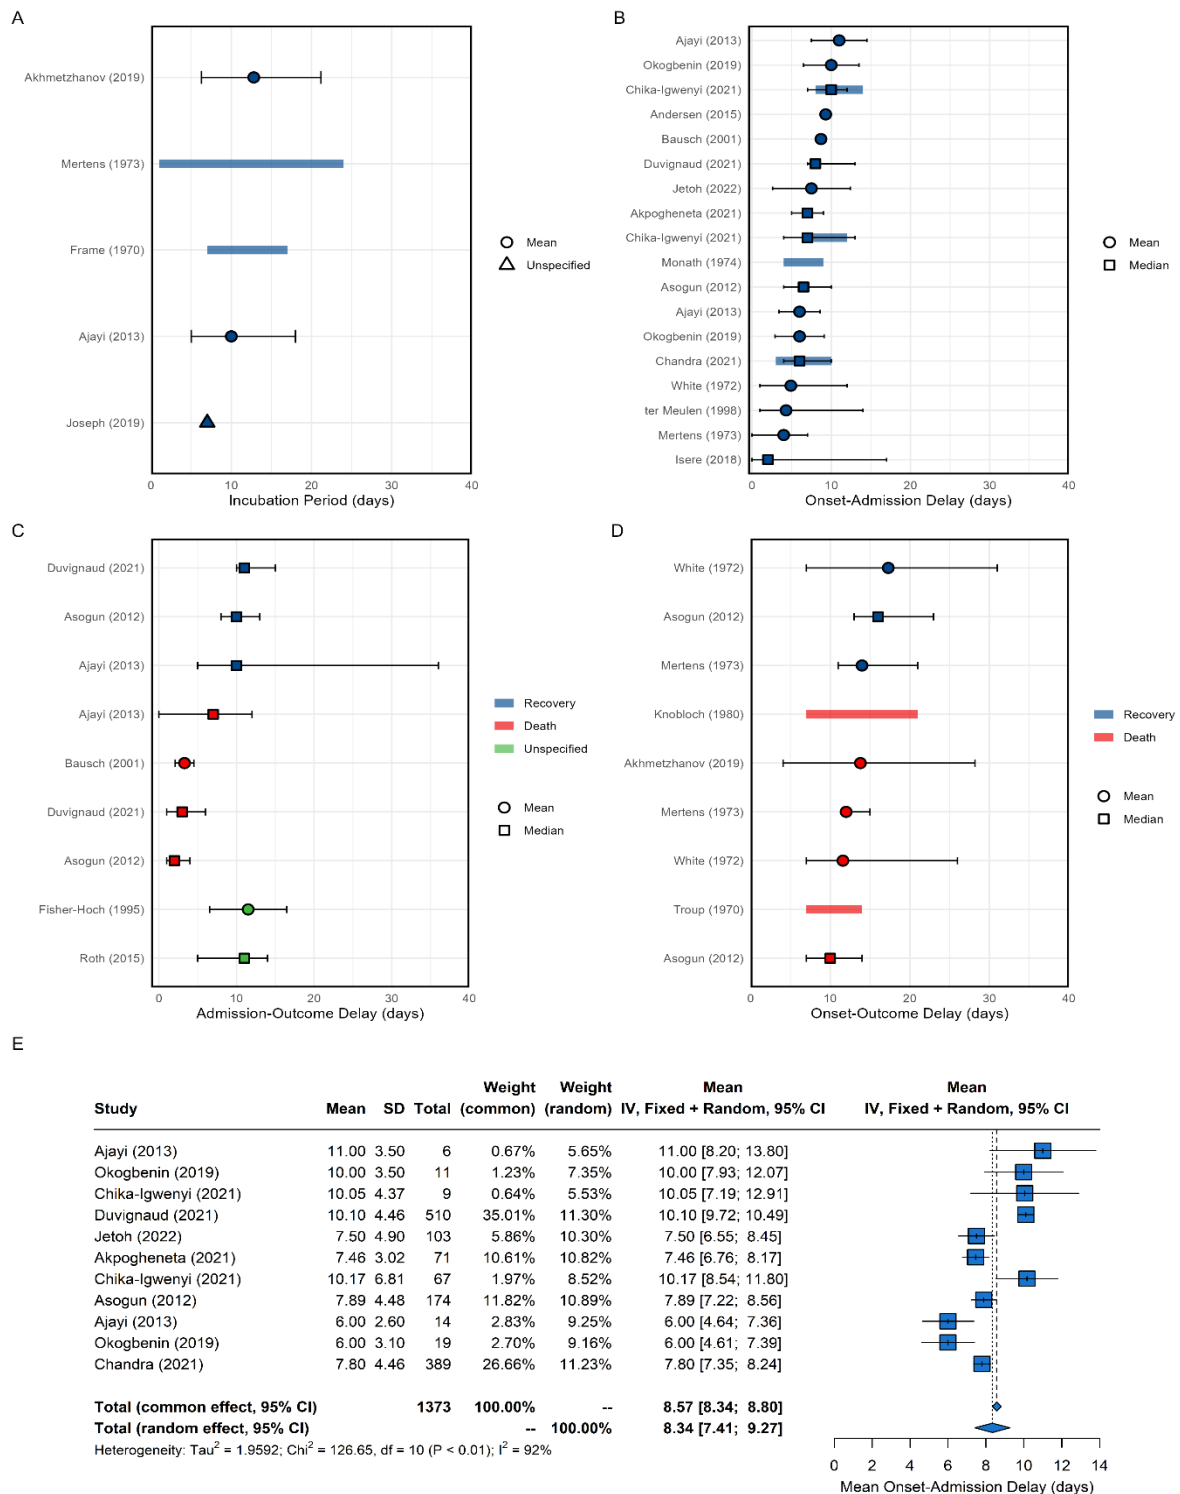 A
Akhmetzhanov (2019)
Mertens (1973)
Frame (1970)
Ajayi (2013)
Joseph (2019)
0 10 20 30 40
Incubation Period (days)
Mean
Unspecified
B
Ajayi (2013)
Okogbenin (2019)
Chika-Igwenyi (2021)
Andersen (2015)
Bausch (2001)
Duvignaud (2021)
Jetoh (2022)
Akpogheneta (2021)
Chika-Igwenyi (2021)
Monath (1974)
Asogun (2012)
Ajayi (2013)
Okogbenin (2019)
Chandra (2021)
White (1972)
ter Meulen (1998)
Mertens (1973)
Isere (2018)
0 10 20 30 40
Onset-Admission Delay (days)
Mean
Median
C
Duvignaud (2021)
Asogun (2012)
Ajayi (2013)
Ajayi (2013)
Bausch (2001)
Duvignaud (2021)
Asogun (2012)
Fisher-Hoch (1995)
Roth (2015)
0 10 20 30 40
Admission-Outcome Delay (days)
Recovery
Death
Unspecified
Mean
Median
D
White (1972)
Asogun (2012)
Mertens (1973)
Knobloch (1980)
Akhmetzhanov (2019)
Mertens (1973)
White (1972)
Troup (1970)
Asogun (2012)
0 10 20 30 40
Onset-Outcome Delay (days)
Recovery
Death
Mean
Median
E
Weight Weight Mean Mean
Study Mean SD Total (common) (random) IV, Fixed + Random, 95% CI IV, Fixed + Random, 95% CI
Ajayi (2013) 11.00 3.50 6 0.67% 5.65% 11.00 [8.20; 13.80]
Okogbenin (2019) 10.00 3.50 11 1.23% 7.35% 10.00 [7.93; 12.07]
Chika-Igwenyi (2021) 10.05 4.37 9 0.64% 5.53% 10.05 [7.19; 12.91]
Duvignaud (2021) 10.10 4.46 510 35.01% 11.30% 10.10 [9.72; 10.49]
Jetoh (2022) 7.50 4.90 103 5.86% 10.30% 7.50 [6.55; 8.45]
Akpogheneta (2021) 7.46 3.02 71 10.61% 10.82% 7.46 [6.76; 8.17]
Chika-Igwenyi (2021) 10.17 6.81 67 1.97% 8.52% 10.17 [8.54; 11.80]
Asogun (2012) 7.89 4.48 174 11.82% 10.89% 7.89 [7.22; 8.56]
Ajayi (2013) 6.00 2.60 14 2.83% 9.25% 6.00 [4.64; 7.36]
Okogbenin (2019) 6.00 3.10 19 2.70% 9.16% 6.00 [4.61; 7.39]
Chandra (2021) 7.80 4.46 389 26.66% 11.23% 7.80 [7.35; 8.24]
Total (common effect, 95% CI) 1373 100.00% -- 8.57 [8.34; 8.80]
Total (random effect, 95% CI) -- 100.00% 8.34 [7.41; 9.27]
Heterogeneity: Tau² = 1.9592; Chi² = 126.65, df = 10 (P < 0.01); I² = 92%
0 2 4 6 8 10 12 14
Mean Onset-Admission Delay (days)